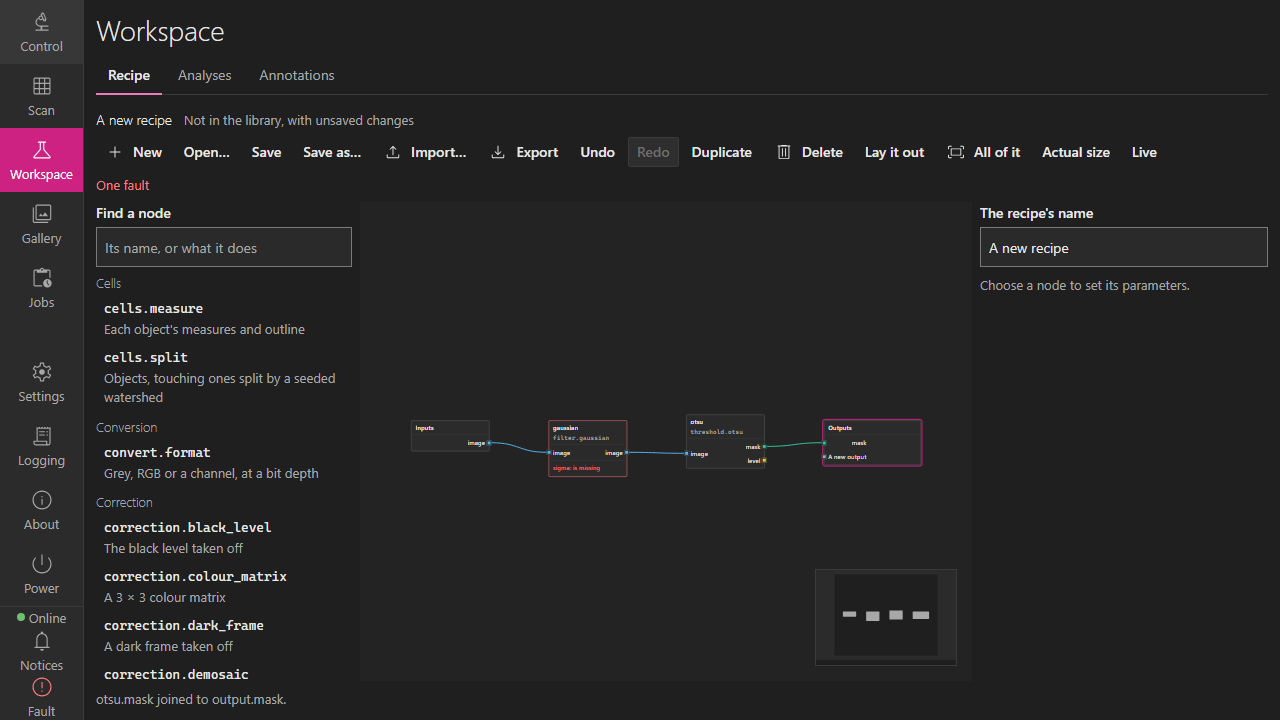 Control
Scan
Workspace
Gallery
Jobs
Settings
Logging
About
Power
Online
Notices
Fault
Workspace
Recipe
Analyses
Annotations
A new recipe
Not in the library, with unsaved changes
New
Open...
Save
Save as...
Import...
Export
Undo
Redo
Duplicate
Delete
Lay it out
All of it
Actual size
Live
One fault
Find a node
Its name, or what it does
Cells
cells.measure
Each object's measures and outline
cells.split
Objects, touching ones split by a seeded
watershed
Conversion
convert.format
Grey, RGB or a channel, at a bit depth
Correction
correction.black_level
The black level taken off
correction.colour_matrix
A 3 × 3 colour matrix
correction.dark_frame
A dark frame taken off
correction.demosaic
otsu.mask joined to output.mask.
Inputs
image
gaussian
filter.gaussian
image image
sigma: is missing
otsu
threshold.otsu
mask
image
level
Outputs
mask
A new output
The recipe's name
A new recipe
Choose a node to set its parameters.